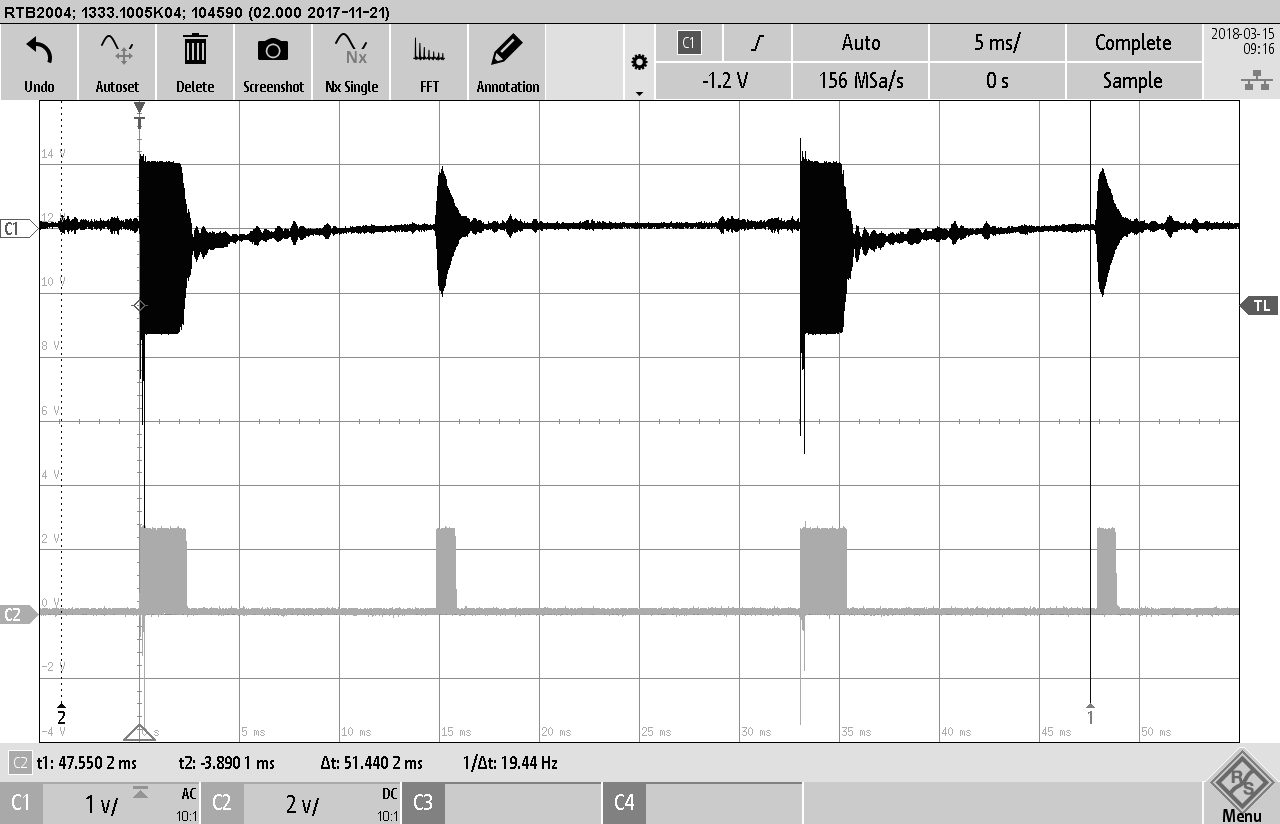 RTB2004; 1333.1005K04; 104590 (02.000 2017-11-21)
Undo Autoset Delete Screenshot Nx Single FFT Annotation
Nx
C1 Auto 5 ms/ Complete
-1.2 V 156 MSa/s 0 s Sample
2018-03-15
09:16
T
14 V
12 V
C1
10 V
TL
8 V
6 V
4 V
2 V
0 V
C2
-2 V
2
1
-4 V 0 s 5 ms 10 ms 15 ms 20 ms 25 ms 30 ms 35 ms 40 ms 45 ms 50 ms
C2 t1: 47.550 2 ms t2: -3.890 1 ms Δt: 51.440 2 ms 1/Δt: 19.44 Hz
C1 1 V/ AC 10:1 C2 2 V/ DC 10:1 C3 C4
R S
Menu